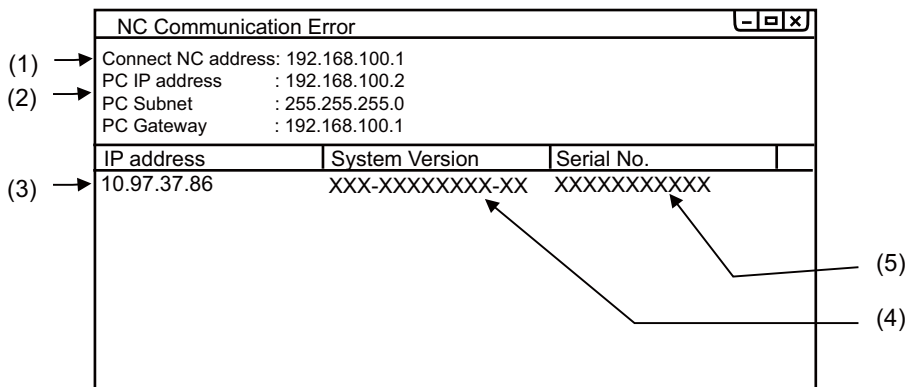 NC Communication Error
(1) Connect NC address: 192.168.100.1
PC IP address : 192.168.100.2
(2)
PC Subnet : 255.255.255.0
PC Gateway : 192.168.100.1
IP address System Version Serial No.
(3) 10.97.37.86 XXX-XXXXXXXX-XX XXXXXXXXXXX
(5)
(4)